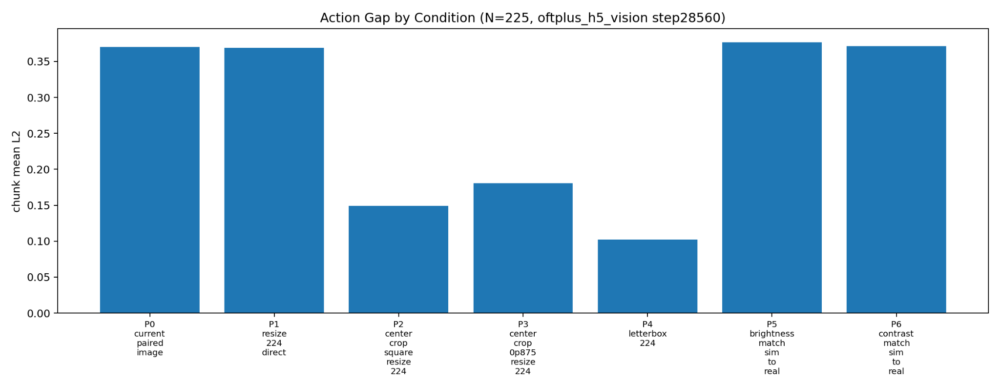 Action Gap by Condition (N=225, oftplus_h5_vision step28560)
chunk mean L2
0.35
0.30
0.25
0.20
0.15
0.10
0.05
0.00
P0
current
paired
image
P1
resize
224
direct
P2
center
crop
square
resize
224
P3
center
crop
0p875
resize
224
P4
letterbox
224
P5
brightness
match
sim
to
real
P6
contrast
match
sim
to
real